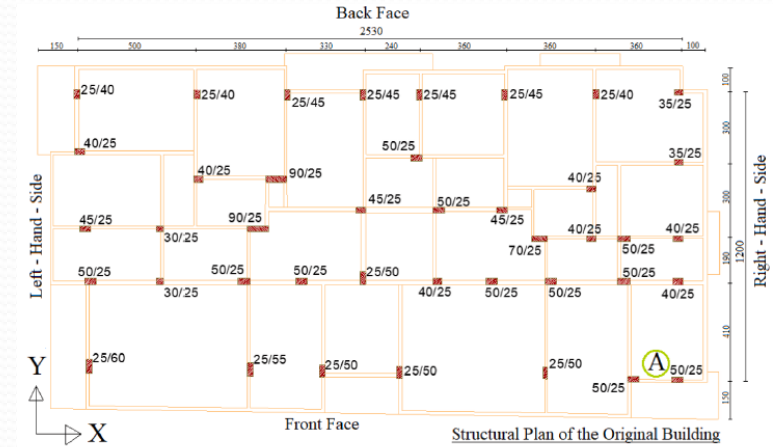 Back Face
2530
150 500 380 330 240 360 360 360 100
25/40 25/40 25/45 25/45 25/45 25/45 25/40 35/25
100
300
40/25 50/25 35/25
40/25 90/25 40/25
300
45/25 50/25 45/25
45/25 30/25 90/25 70/25 40/25 50/25 40/25
190
1200
50/25 30/25 50/25 50/25 25/50 40/25 50/25 50/25 50/25 40/25
410
25/60 25/55 25/50 25/50 25/50 50/25 50/25
A
150
Left - Hand - Side
Right - Hand - Side
Y
X
Front Face
Structural Plan of the Original Building